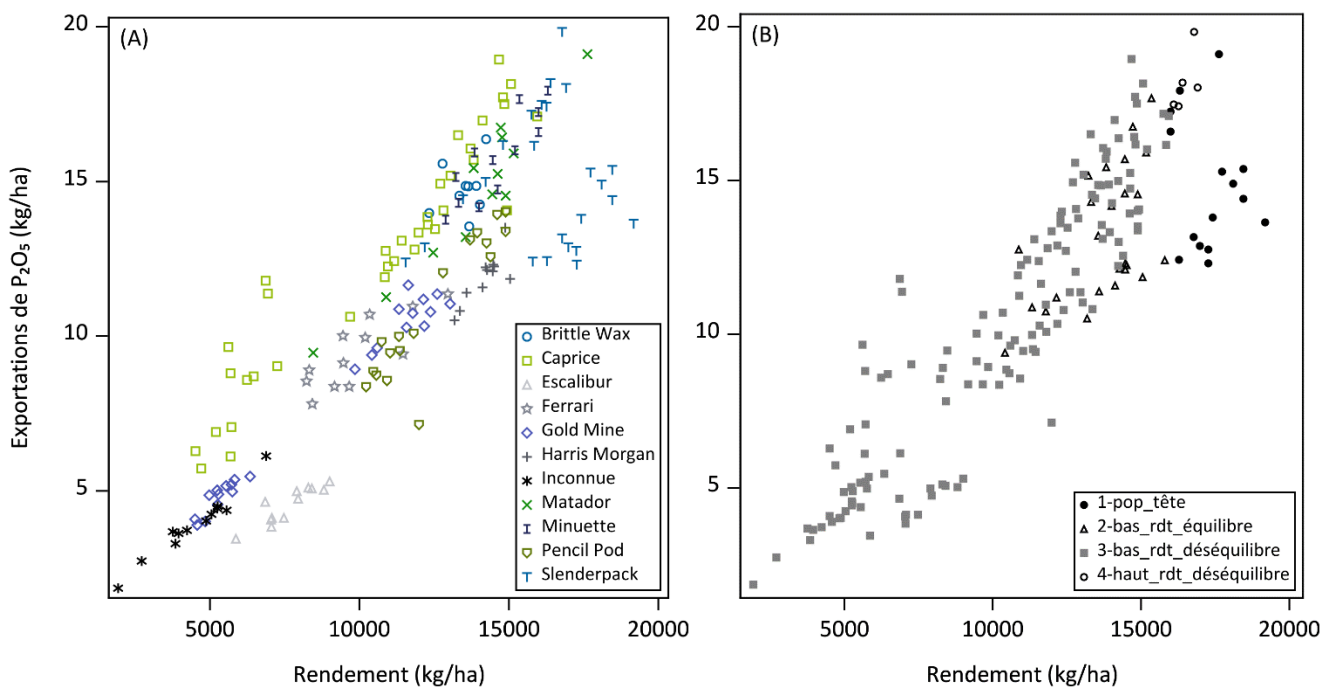 (A)
20
15
10
5
5000 10000 15000 20000
Rendement (kg/ha)
Exportations de P₂O₅ (kg/ha)
Brittle Wax
Caprice
Escalibur
Ferrari
Gold Mine
Harris Morgan
Inconnue
Matador
Minuette
Pencil Pod
Slenderpack
(B)
20
15
10
5
5000 10000 15000 20000
Rendement (kg/ha)
1-pop_tête
2-bas_rdt_équilibre
3-bas_rdt_déséquilibre
4-haut_rdt_déséquilibre